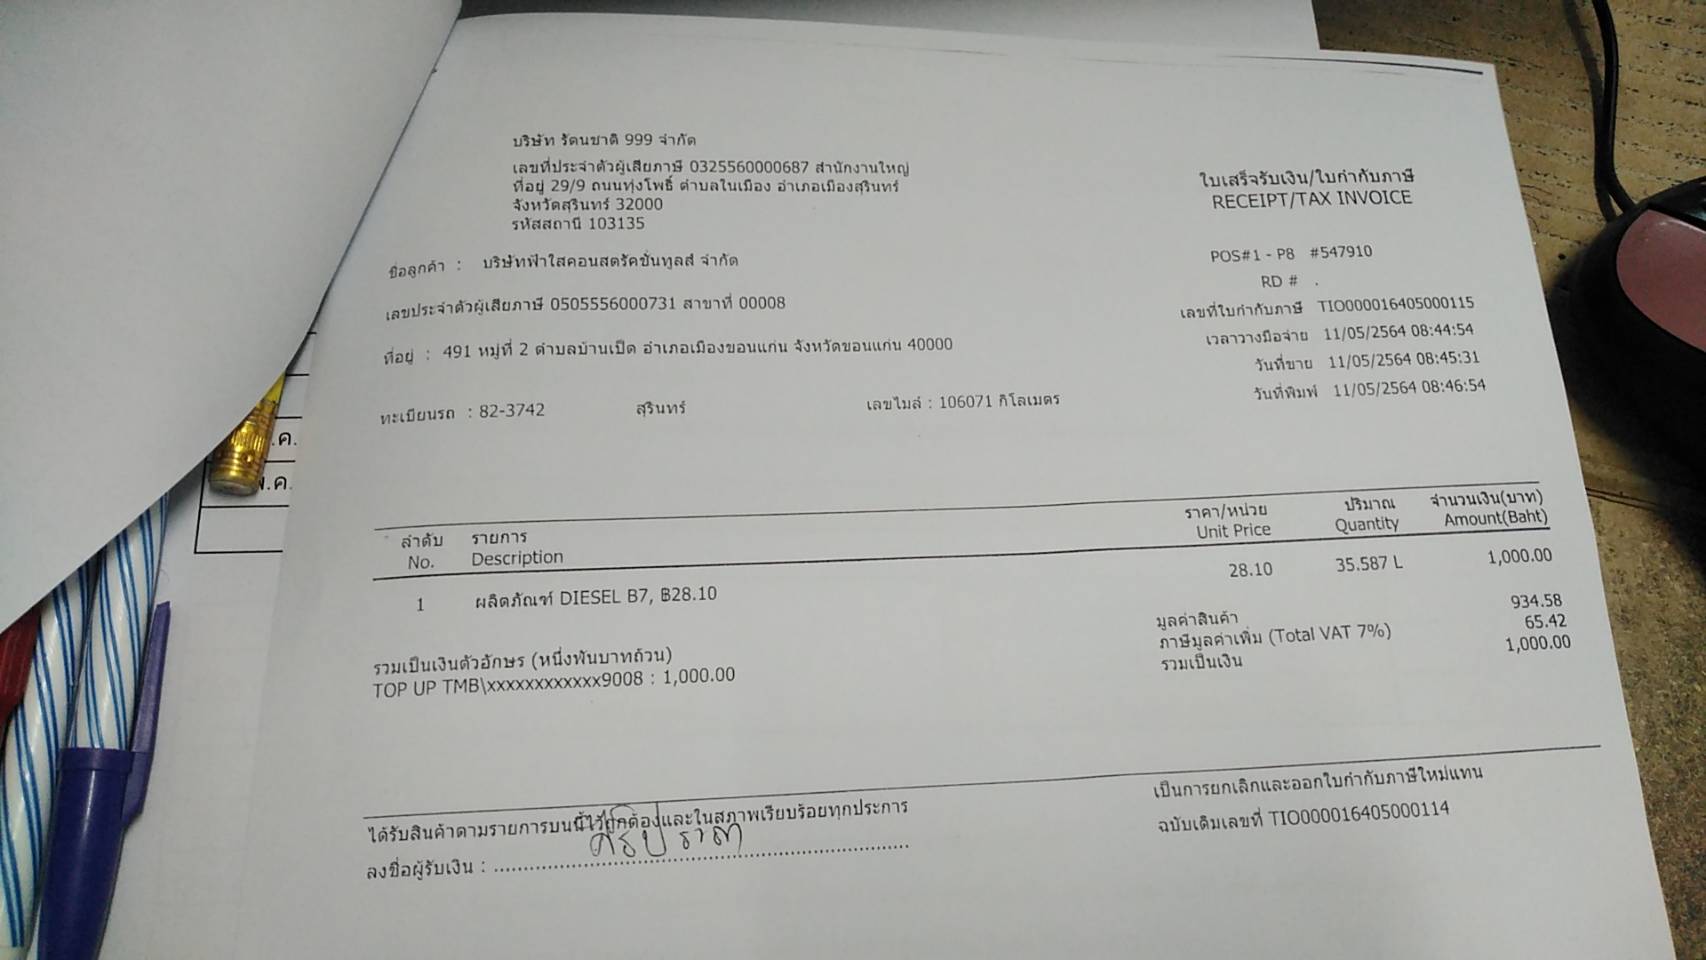 บริษัท รัตนชาติ 999 จำกัด
เลขที่ประจำตัวผู้เสียภาษี 0325560000687 สำนักงานใหญ่
ที่อยู่ 29/9 ถนนทุ่งโพธิ์ ตำบลในเมือง อำเภอเมืองสุรินทร์
จังหวัดสุรินทร์ 32000
รหัสสถานี 103135
ใบเสร็จรับเงิน/ใบกำกับภาษี
RECEIPT/TAX INVOICE
ชื่อลูกค้า : บริษัทฟ้าใสคอนสตรัคชั่นทูลส์ จำกัด
POS#1 - P8 #547910
RD # .
เลขประจำตัวผู้เสียภาษี 0505556000731 สาขาที่ 00008
เลขที่ใบกำกับภาษี TIO000016405000115
เวลาวางมือจ่าย 11/05/2564 08:44:54
ที่อยู่ : 491 หมู่ที่ 2 ตำบลบ้านเป็ด อำเภอเมืองขอนแก่น จังหวัดขอนแก่น 40000
วันที่ขาย 11/05/2564 08:45:31
วันที่พิมพ์ 11/05/2564 08:46:54
ทะเบียนรถ : 82-3742 สุรินทร์ เลขไมล์ : 106071 กิโลเมตร
ลำดับ รายการ ราคา/หน่วย ปริมาณ จำนวนเงิน(บาท)
No. Description Unit Price Quantity Amount(Baht)
1 ผลิตภัณฑ์ DIESEL B7, ฿28.10 28.10 35.587 L 1,000.00
มูลค่าสินค้า 934.58
ภาษีมูลค่าเพิ่ม (Total VAT 7%) 65.42
รวมเป็นเงิน 1,000.00
รวมเป็นเงินตัวอักษร (หนึ่งพันบาทถ้วน)
TOP UP TMB\xxxxxxxxxxxx9008 : 1,000.00
ได้รับสินค้าตามรายการบนนี้ไว้ถูกต้องและในสภาพเรียบร้อยทุกประการ
ลงชื่อผู้รับเงิน :
เป็นการยกเลิกและออกใบกำกับภาษีใหม่แทน
ฉบับเดิมเลขที่ TIO000016405000114
.ค.
พ.ค.